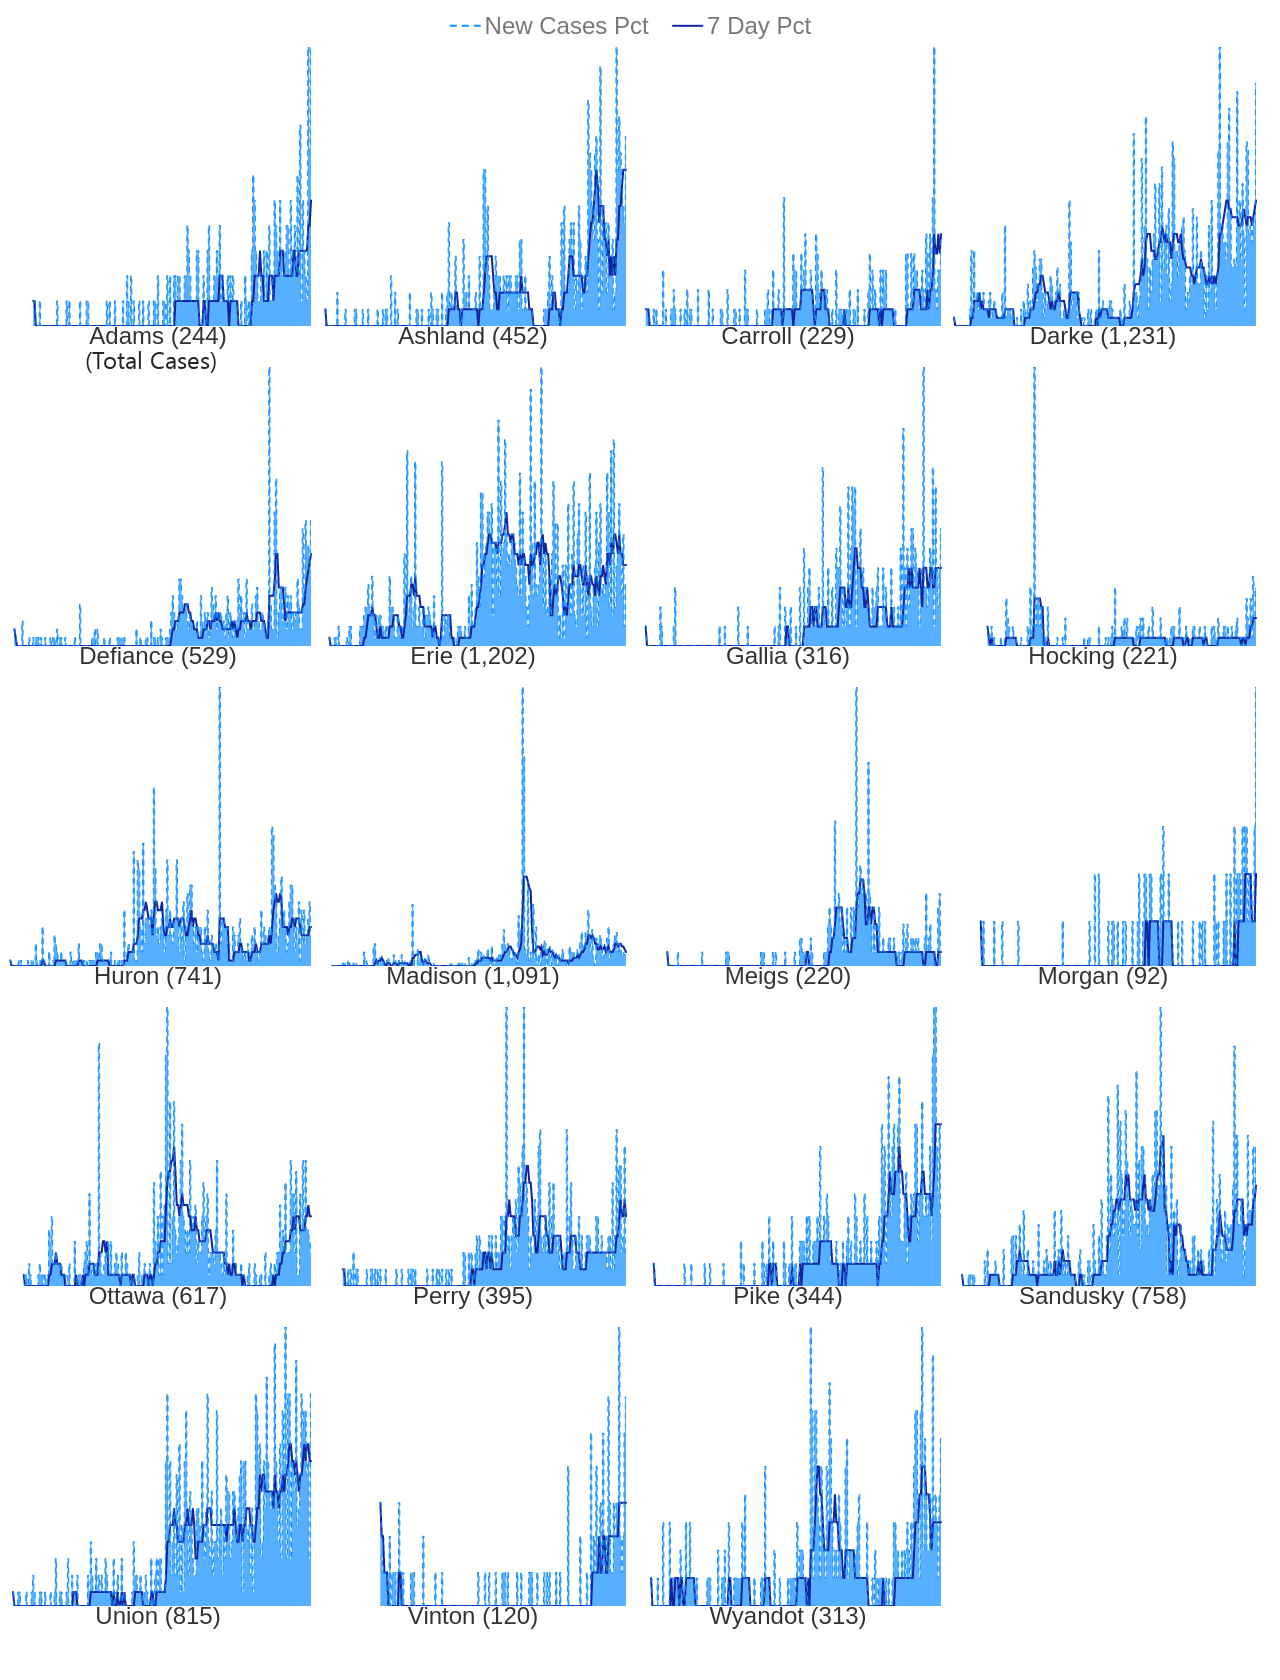 New Cases Pct 7 Day Pct
Adams (244) Ashland (452) Carroll (229) Darke (1,231)
(Total Cases)
Defiance (529) Erie (1,202) Gallia (316) Hocking (221)
Huron (741) Madison (1,091) Meigs (220) Morgan (92)
Ottawa (617) Perry (395) Pike (344) Sandusky (758)
Union (815) Vinton (120) Wyandot (313)